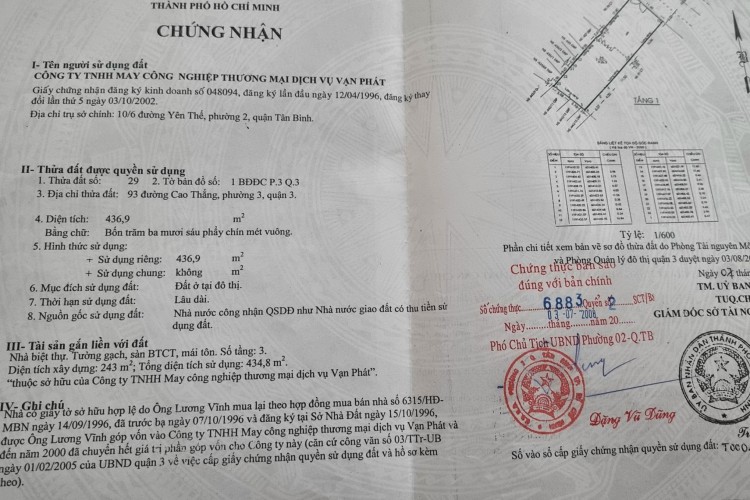 THÀNH PHỐ HỒ CHÍ MINH
CHỨNG NHẬN
I- Tên người sử dụng đất
CÔNG TY TNHH MAY CÔNG NGHIỆP THƯƠNG MẠI DỊCH VỤ VẠN PHÁT
Giấy chứng nhận đăng ký kinh doanh số 048094, đăng ký lần đầu ngày 12/04/1996, đăng ký thay
đổi lần thứ 5 ngày 03/10/2002.
Địa chỉ trụ sở chính: 10/6 đường Yên Thế, phường 2, quận Tân Bình.
II- Thửa đất được quyền sử dụng
1. Thửa đất số: 29 2. Tờ bản đồ số: 1 BĐĐC P.3 Q.3
3. Địa chỉ thửa đất: 93 đường Cao Thắng, phường 3, quận 3.
4. Diện tích: 436,9 m²
Bằng chữ: Bốn trăm ba mươi sáu phẩy chín mét vuông.
5. Hình thức sử dụng:
+ Sử dụng riêng: 436,9 m²
+ Sử dụng chung: không m²
6. Mục đích sử dụng đất: Đất ở tại đô thị.
7. Thời hạn sử dụng đất: Lâu dài.
8. Nguồn gốc sử dụng đất: Nhà nước công nhận QSDĐ như Nhà nước giao đất có thu tiền sử
dụng đất.
III- Tài sản gắn liền với đất
Nhà biệt thự. Tường gạch, sàn BTCT, mái tôn. Số tầng: 3.
Diện tích xây dựng: 243 m²; Tổng diện tích sử dụng: 434,8 m².
“thuộc sở hữu của Công ty TNHH May công nghiệp thương mại dịch vụ Vạn Phát”.
IV- Ghi chú
Nhà có giấy tờ sở hữu hợp lệ do Ông Lương Vĩnh mua lại theo hợp đồng mua bán nhà số 6315/HĐ-
MBN ngày 14/09/1996, đã trước bạ ngày 07/10/1996 và đăng ký tại Sở Nhà Đất ngày 15/10/1996,
được Ông Lương Vĩnh góp vốn vào Công ty TNHH May công nghiệp thương mại dịch vụ Vạn Phát và
đến năm 2000 đã chuyển hết giá trị phần góp vốn cho Công ty này (căn cứ công văn số 03/TTr-UB
ngày 01/02/2005 của UBND quận 3 về việc cấp giấy chứng nhận quyền sử dụng đất và hồ sơ kèm
theo).
TẦNG 1
Tỷ lệ: 1/600
Phần chi tiết xem bản vẽ sơ đồ thửa đất do Phòng Tài nguyên Mô
và Phòng Quản lý đô thị quận 3 duyệt ngày 03/08/2
Chứng thực bản sao
đúng với bản chính
Số chứng thực 6883 Quyển số 2 SCT/B
03-07-2008
Ngày tháng năm 20
Phó Chủ Tịch UBND Phường 02-Q.TB
Ngày 02 thán
TM. UỶ BAN
TUQ.CH
GIÁM ĐỐC SỞ TÀI NG
Đặng Vũ Dũng
Số vào sổ cấp giấy chứng nhận quyền sử dụng đất: